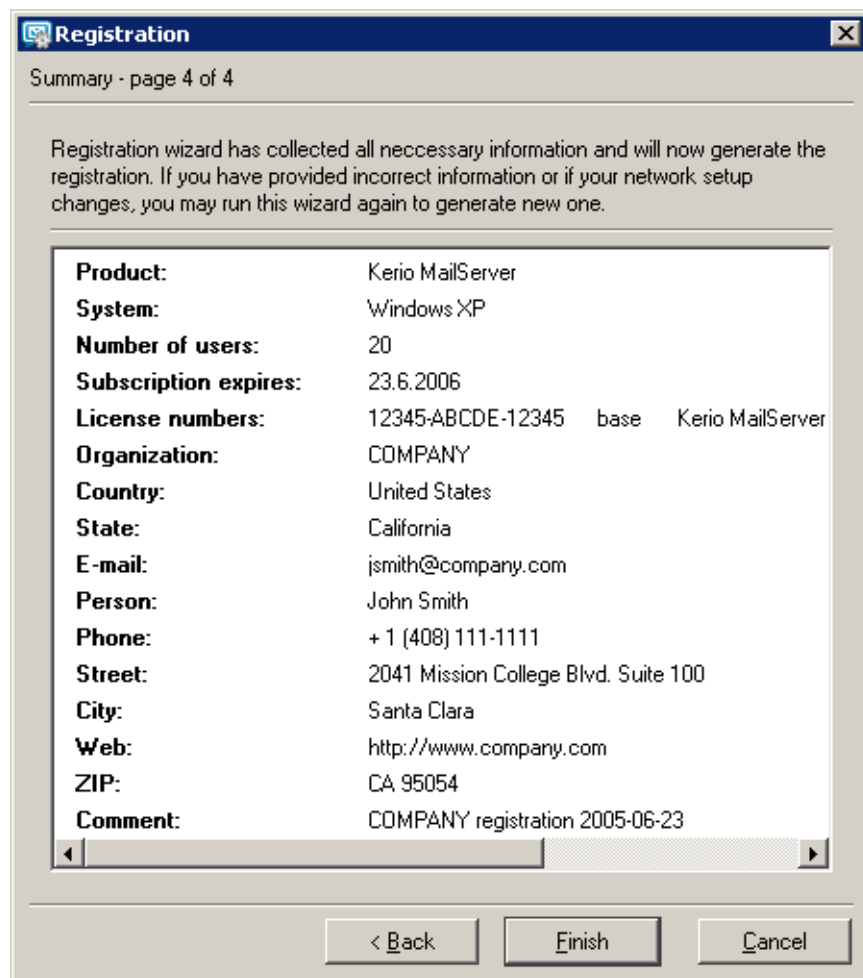 Registration
Summary - page 4 of 4
Registration wizard has collected all neccessary information and will now generate the
registration. If you have provided incorrect information or if your network setup
changes, you may run this wizard again to generate new one.
Product: Kerio MailServer
System: Windows XP
Number of users: 20
Subscription expires: 23.6.2006
License numbers: 12345-ABCDE-12345 base Kerio MailServer
Organization: COMPANY
Country: United States
State: California
E-mail: jsmith@company.com
Person: John Smith
Phone: + 1 (408) 111-1111
Street: 2041 Mission College Blvd. Suite 100
City: Santa Clara
Web: http://www.company.com
ZIP: CA 95054
Comment: COMPANY registration 2005-06-23
< Back Finish Cancel